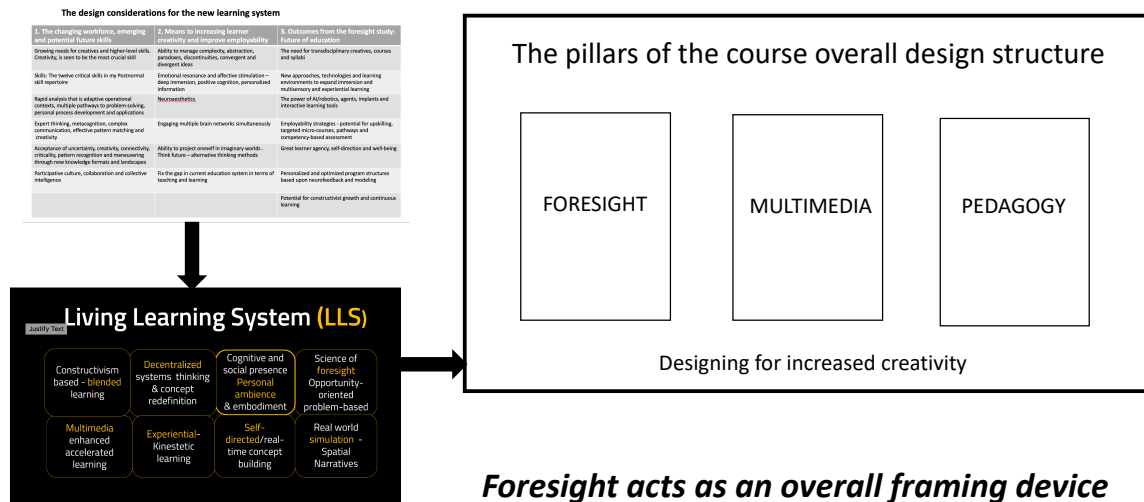 The design considerations for the new learning system
1. The changing workforce, emerging
and potential future skills
2. Means to increasing learner
creativity and improve employability
3. Outcomes from the foresight study:
Future of education
Growing needs for creatives and higher-level skills.
Creativity, is seen to be the most crucial skill
Ability to manage complexity, abstraction,
paradoxes, discontinuities, convergent and
divergent ideas
The need for transdisciplinary creatives, courses
and syllabi
Skills: The twelve critical skills in my Postnormal
skill repertoire
Emotional resonance and affective stimulation –
deep immersion, positive cognition, personalized
information
New approaches, technologies and learning
environments to expand immersion and
multisensory and experiential learning
Rapid analysis that is adaptive operational
contexts, multiple pathways to problem-solving,
personal process development and applications
Neuroaesthetics
The power of AI/robotics, agents, implants and
interactive learning tools
Expert thinking, metacognition, complex
communication, effective pattern matching and
creativity
Engaging multiple brain networks simultaneously
Employability strategies - potential for upskilling,
targeted micro-courses, pathways and
competency-based assessment
Acceptance of uncertainty, creativity, connectivity,
criticality, pattern recognition and maneuvering
through new knowledge formats and landscapes
Ability to project oneself in imaginary worlds .
Think future – alternative thinking methods
Great learner agency, self-direction and well-being
Participative culture, collaboration and collective
intelligence
Fix the gap in current education system in terms of
teaching and learning
Personalized and optimized program structures
based upon neurofeedback and modeling
Potential for constructivist growth and continuous
learning
Living Learning System (LLS)
Justify Text
Constructivism
based - blended
learning
Decentralized
systems thinking
& concept
redefinition
Cognitive and
social presence
Personal
ambience
& embodiment
Science of
foresight
Opportunity-
oriented
problem-based
Multimedia
enhanced
accelerated
learning
Experiential-
Kinestetic
learning
Self-
directed/real-
time concept
building
Real world
simulation -
Spatial
Narratives
The pillars of the course overall design structure
FORESIGHT
MULTIMEDIA
PEDAGOGY
Designing for increased creativity
Foresight acts as an overall framing device